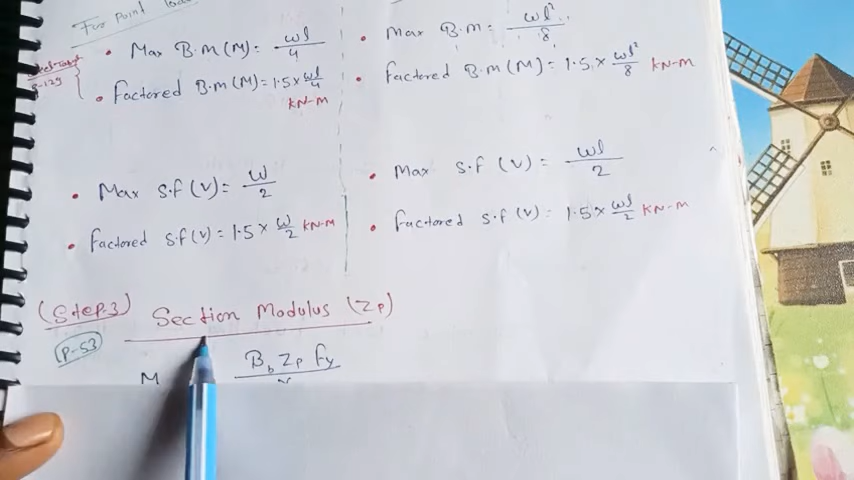 For Point load
• Max B.m (M) = wl/4
P-129
• Factored B.m (M) = 1.5 × wl/4
KN-M
• Max S.f (V) = w/2
• Factored S.f (V) = 1.5 × w/2 KN-M
• Max B.m = wl²/8
• Factored B.m (M) = 1.5 × wl²/8 KN-M
• Max S.f (V) = wl/2
• Factored S.f (V) = 1.5 × wl/2 KN-M
(Step-3) Section Modulus (Zp)
P-53
M Bb Zp Fy